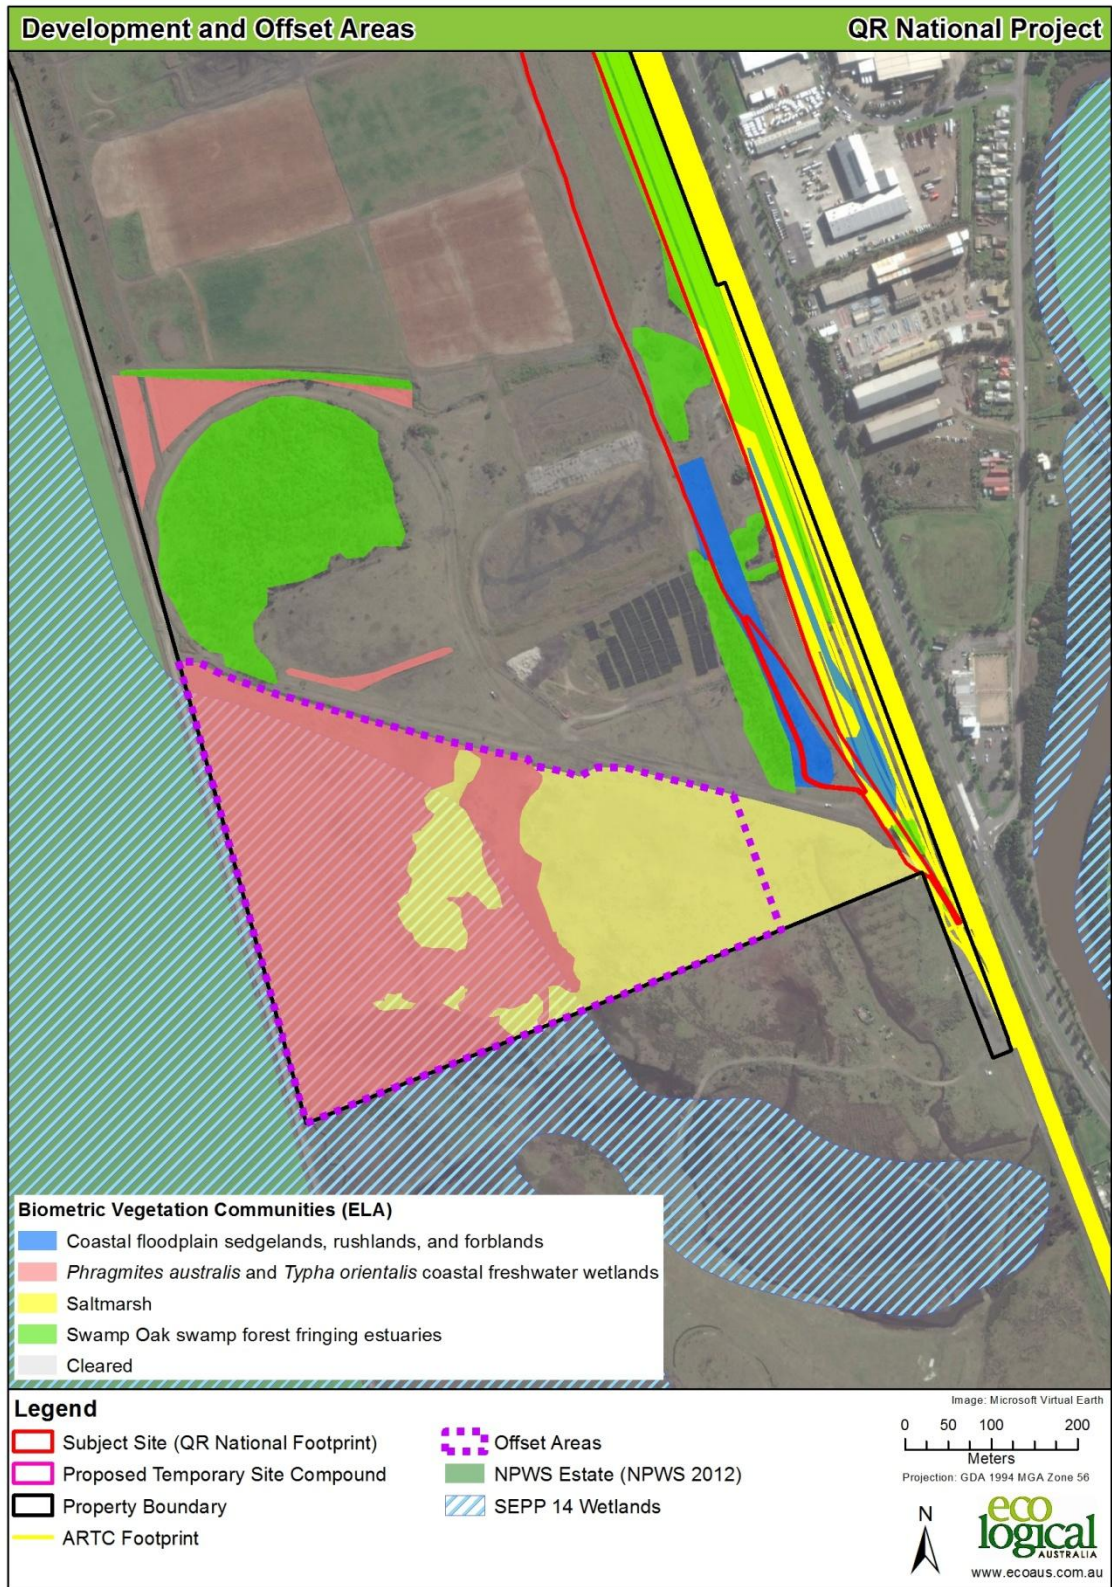 Development and Offset Areas QR National Project
Biometric Vegetation Communities (ELA)
Coastal floodplain sedgelands, rushlands, and forblands
Phragmites australis and Typha orientalis coastal freshwater wetlands
Saltmarsh
Swamp Oak swamp forest fringing estuaries
Cleared
Legend
Subject Site (QR National Footprint)
Proposed Temporary Site Compound
Property Boundary
ARTC Footprint
Offset Areas
NPWS Estate (NPWS 2012)
SEPP 14 Wetlands
Image: Microsoft Virtual Earth
0 50 100 200
Meters
Projection: GDA 1994 MGA Zone 56
N
eco
logical
AUSTRALIA
www.ecoaus.com.au